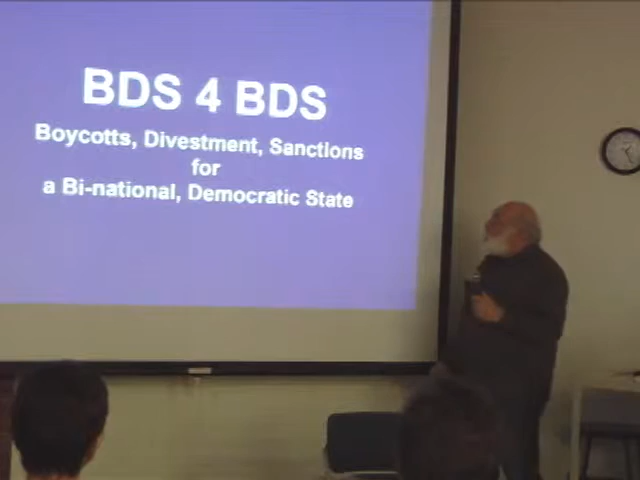 BDS 4 BDS
Boycotts, Divestment, Sanctions
for
a Bi-national, Democratic State